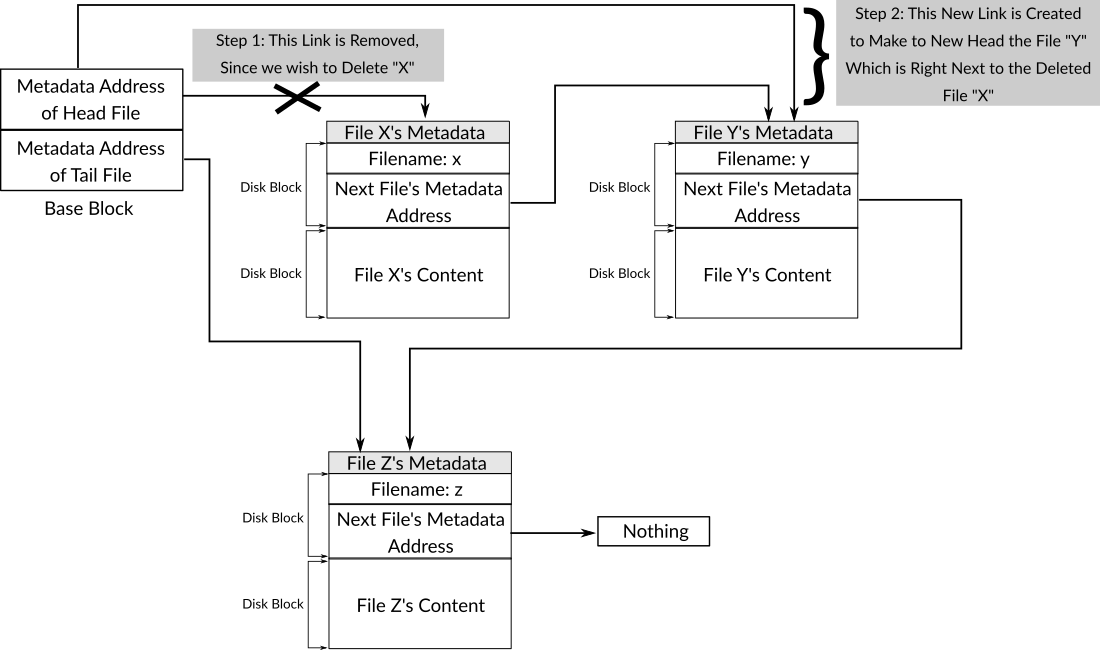 Step 1: This Link is Removed,
Since we wish to Delete "X"
Step 2: This New Link is Created
to Make to New Head the File "Y"
Which is Right Next to the Deleted
File "X"
Metadata Address
of Head File
Metadata Address
of Tail File
Base Block
File X's Metadata
Filename: x
Disk Block
Next File's Metadata
Address
Disk Block
File X's Content
File Y's Metadata
Filename: y
Disk Block
Next File's Metadata
Address
Disk Block
File Y's Content
File Z's Metadata
Filename: z
Disk Block
Next File's Metadata
Address
Nothing
Disk Block
File Z's Content